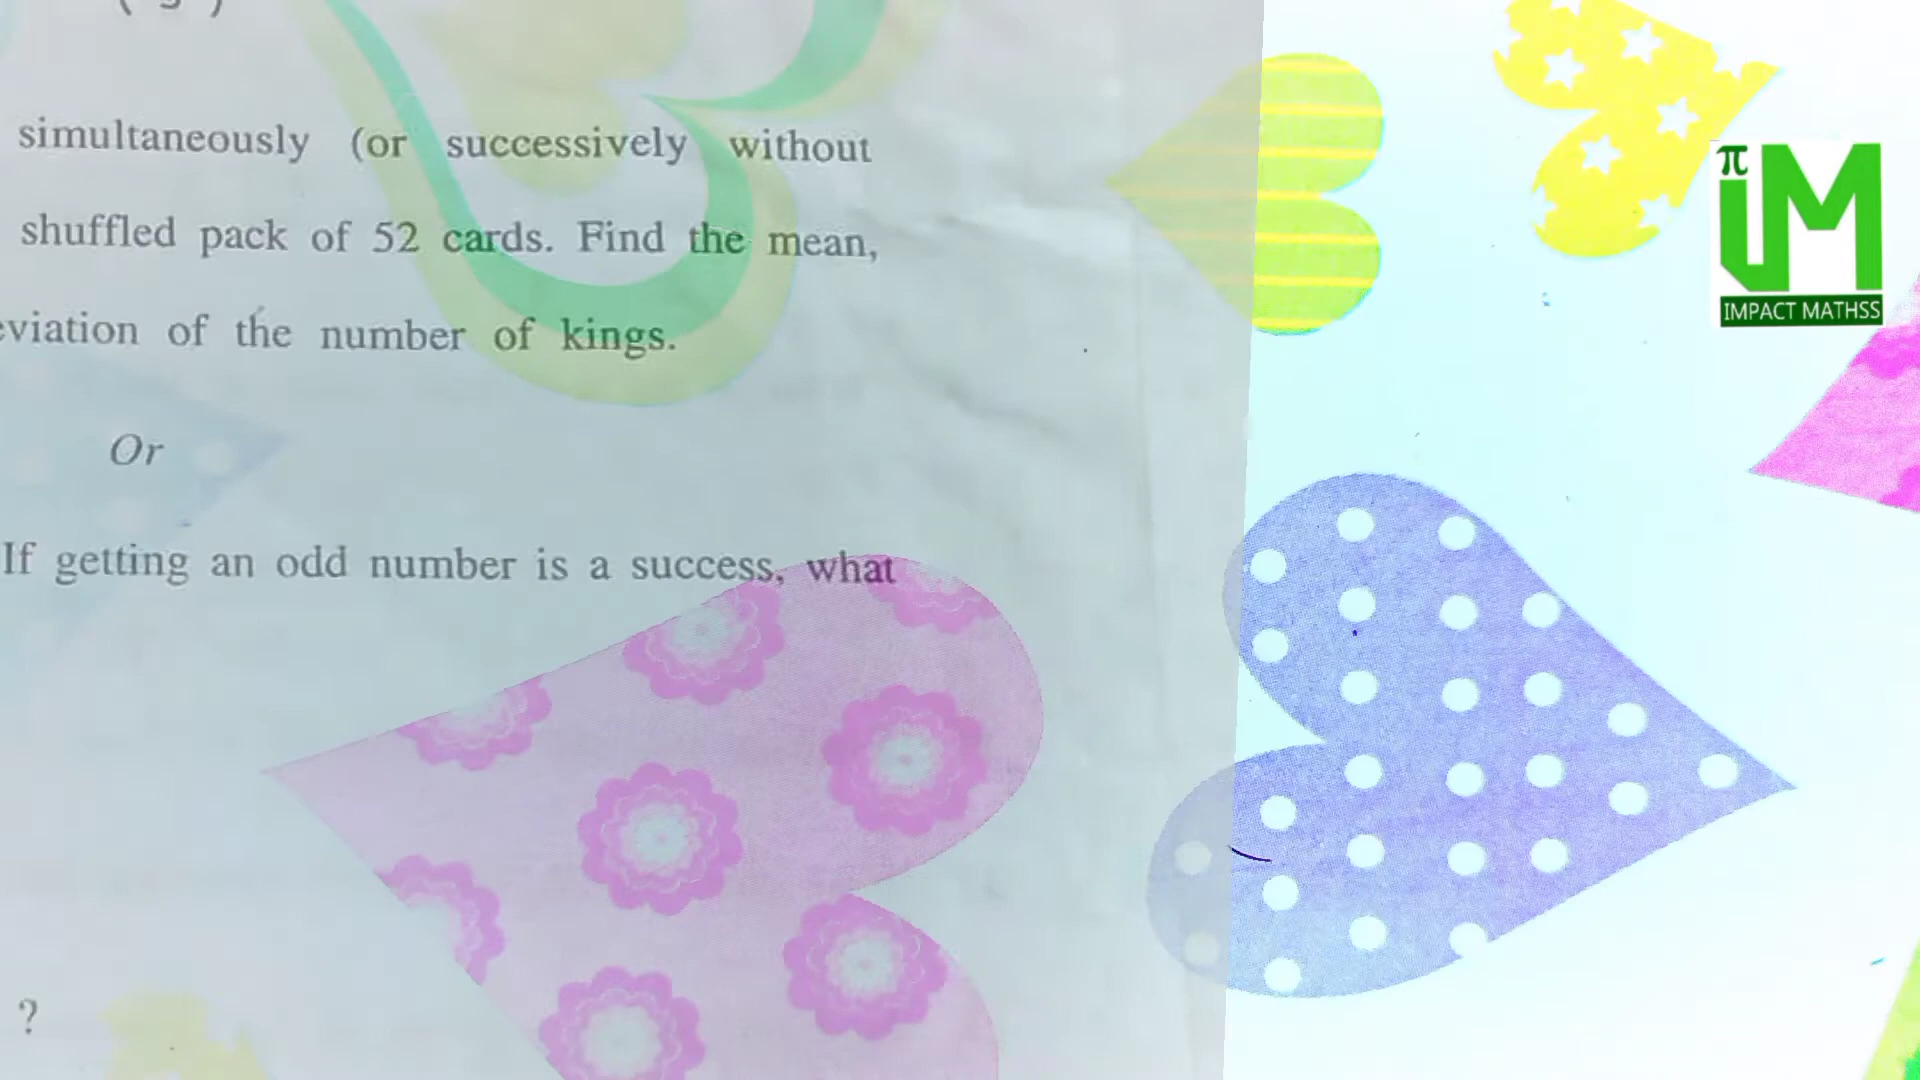 simultaneously (or successively without
shuffled pack of 52 cards. Find the mean,
eviation of the number of kings.
Or
If getting an odd number is a success, what
?
π
iM
IMPACT MATHSS